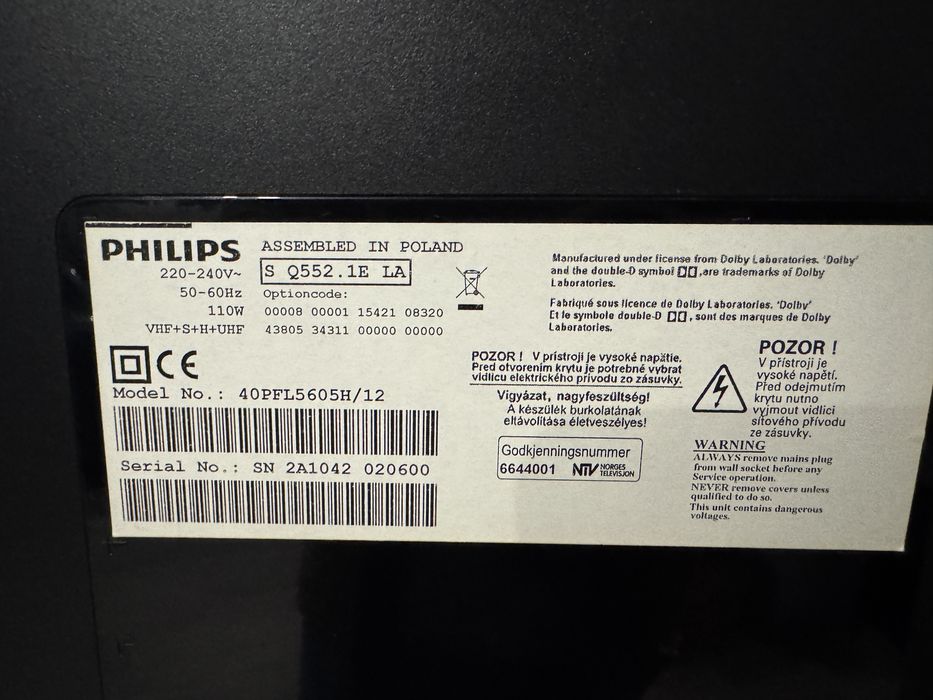 PHILIPS
220-240V~
50-60Hz
110W
VHF+S+H+UHF
ASSEMBLED IN POLAND
S Q552.1E LA
Optioncode:
00008 00001 15421 08320
43805 34311 00000 00000
CE
Model No.: 40PFL5605H/12
Serial No.: SN 2A1042 020600
Manufactured under license from Dolby Laboratories. 'Dolby'
and the double-D symbol ,are trademarks of Dolby
Laboratories.
Fabriqué sous licence de Dolby Laboratories. 'Dolby'
Et le symbole double-D , sont des marques de Dolby
Laboratories.
POZOR ! V prístroji je vysoké napätie.
Pred otvorením krytu je potrebné vybrat
vidlicu elektrického prívodu zo zásuvky.
Vigyázat, nagyfeszültség!
A készülék burkolatának
eltávolítása életveszélyes!
Godkjenningsnummer
6644001 NTV NORGES
TELEVISJON
POZOR !
V přístroji je
vysoké napětí.
Před odejmutím
krytu nutno
vyjmout vidlici
síťového přívodu
ze zásuvky.
WARNING
ALWAYS remove mains plug
from wall socket before any
Service operation.
NEVER remove covers unless
qualified to do so.
This unit contains dangerous
voltages.